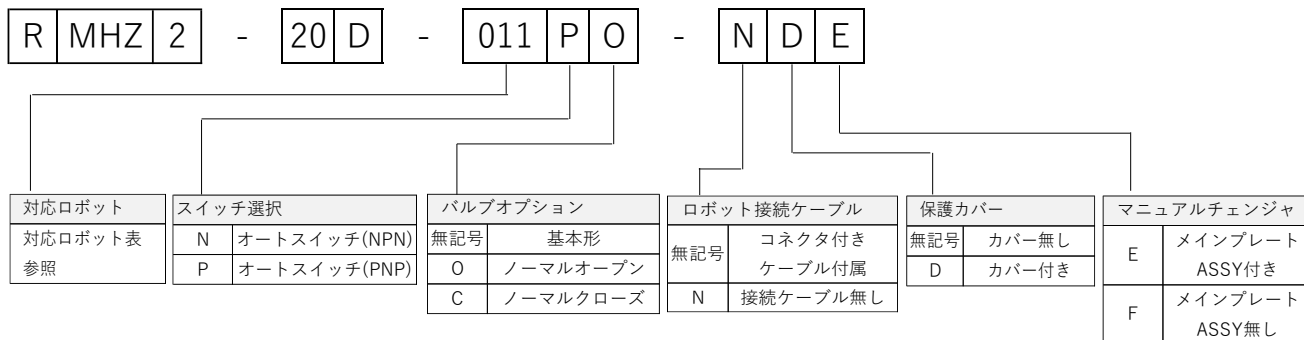 R MHZ 2 - 20 D - 011 P O - N D E
対応ロボット
対応ロボット表
参照
スイッチ選択
N オートスイッチ(NPN)
P オートスイッチ(PNP)
バルブオプション
無記号 基本形
O ノーマルオープン
C ノーマルクローズ
ロボット接続ケーブル
無記号 コネクタ付き
ケーブル付属
N 接続ケーブル無し
保護カバー
無記号 カバー無し
D カバー付き
マニュアルチェンジャ
E メインプレート
ASSY付き
F メインプレート
ASSY無し